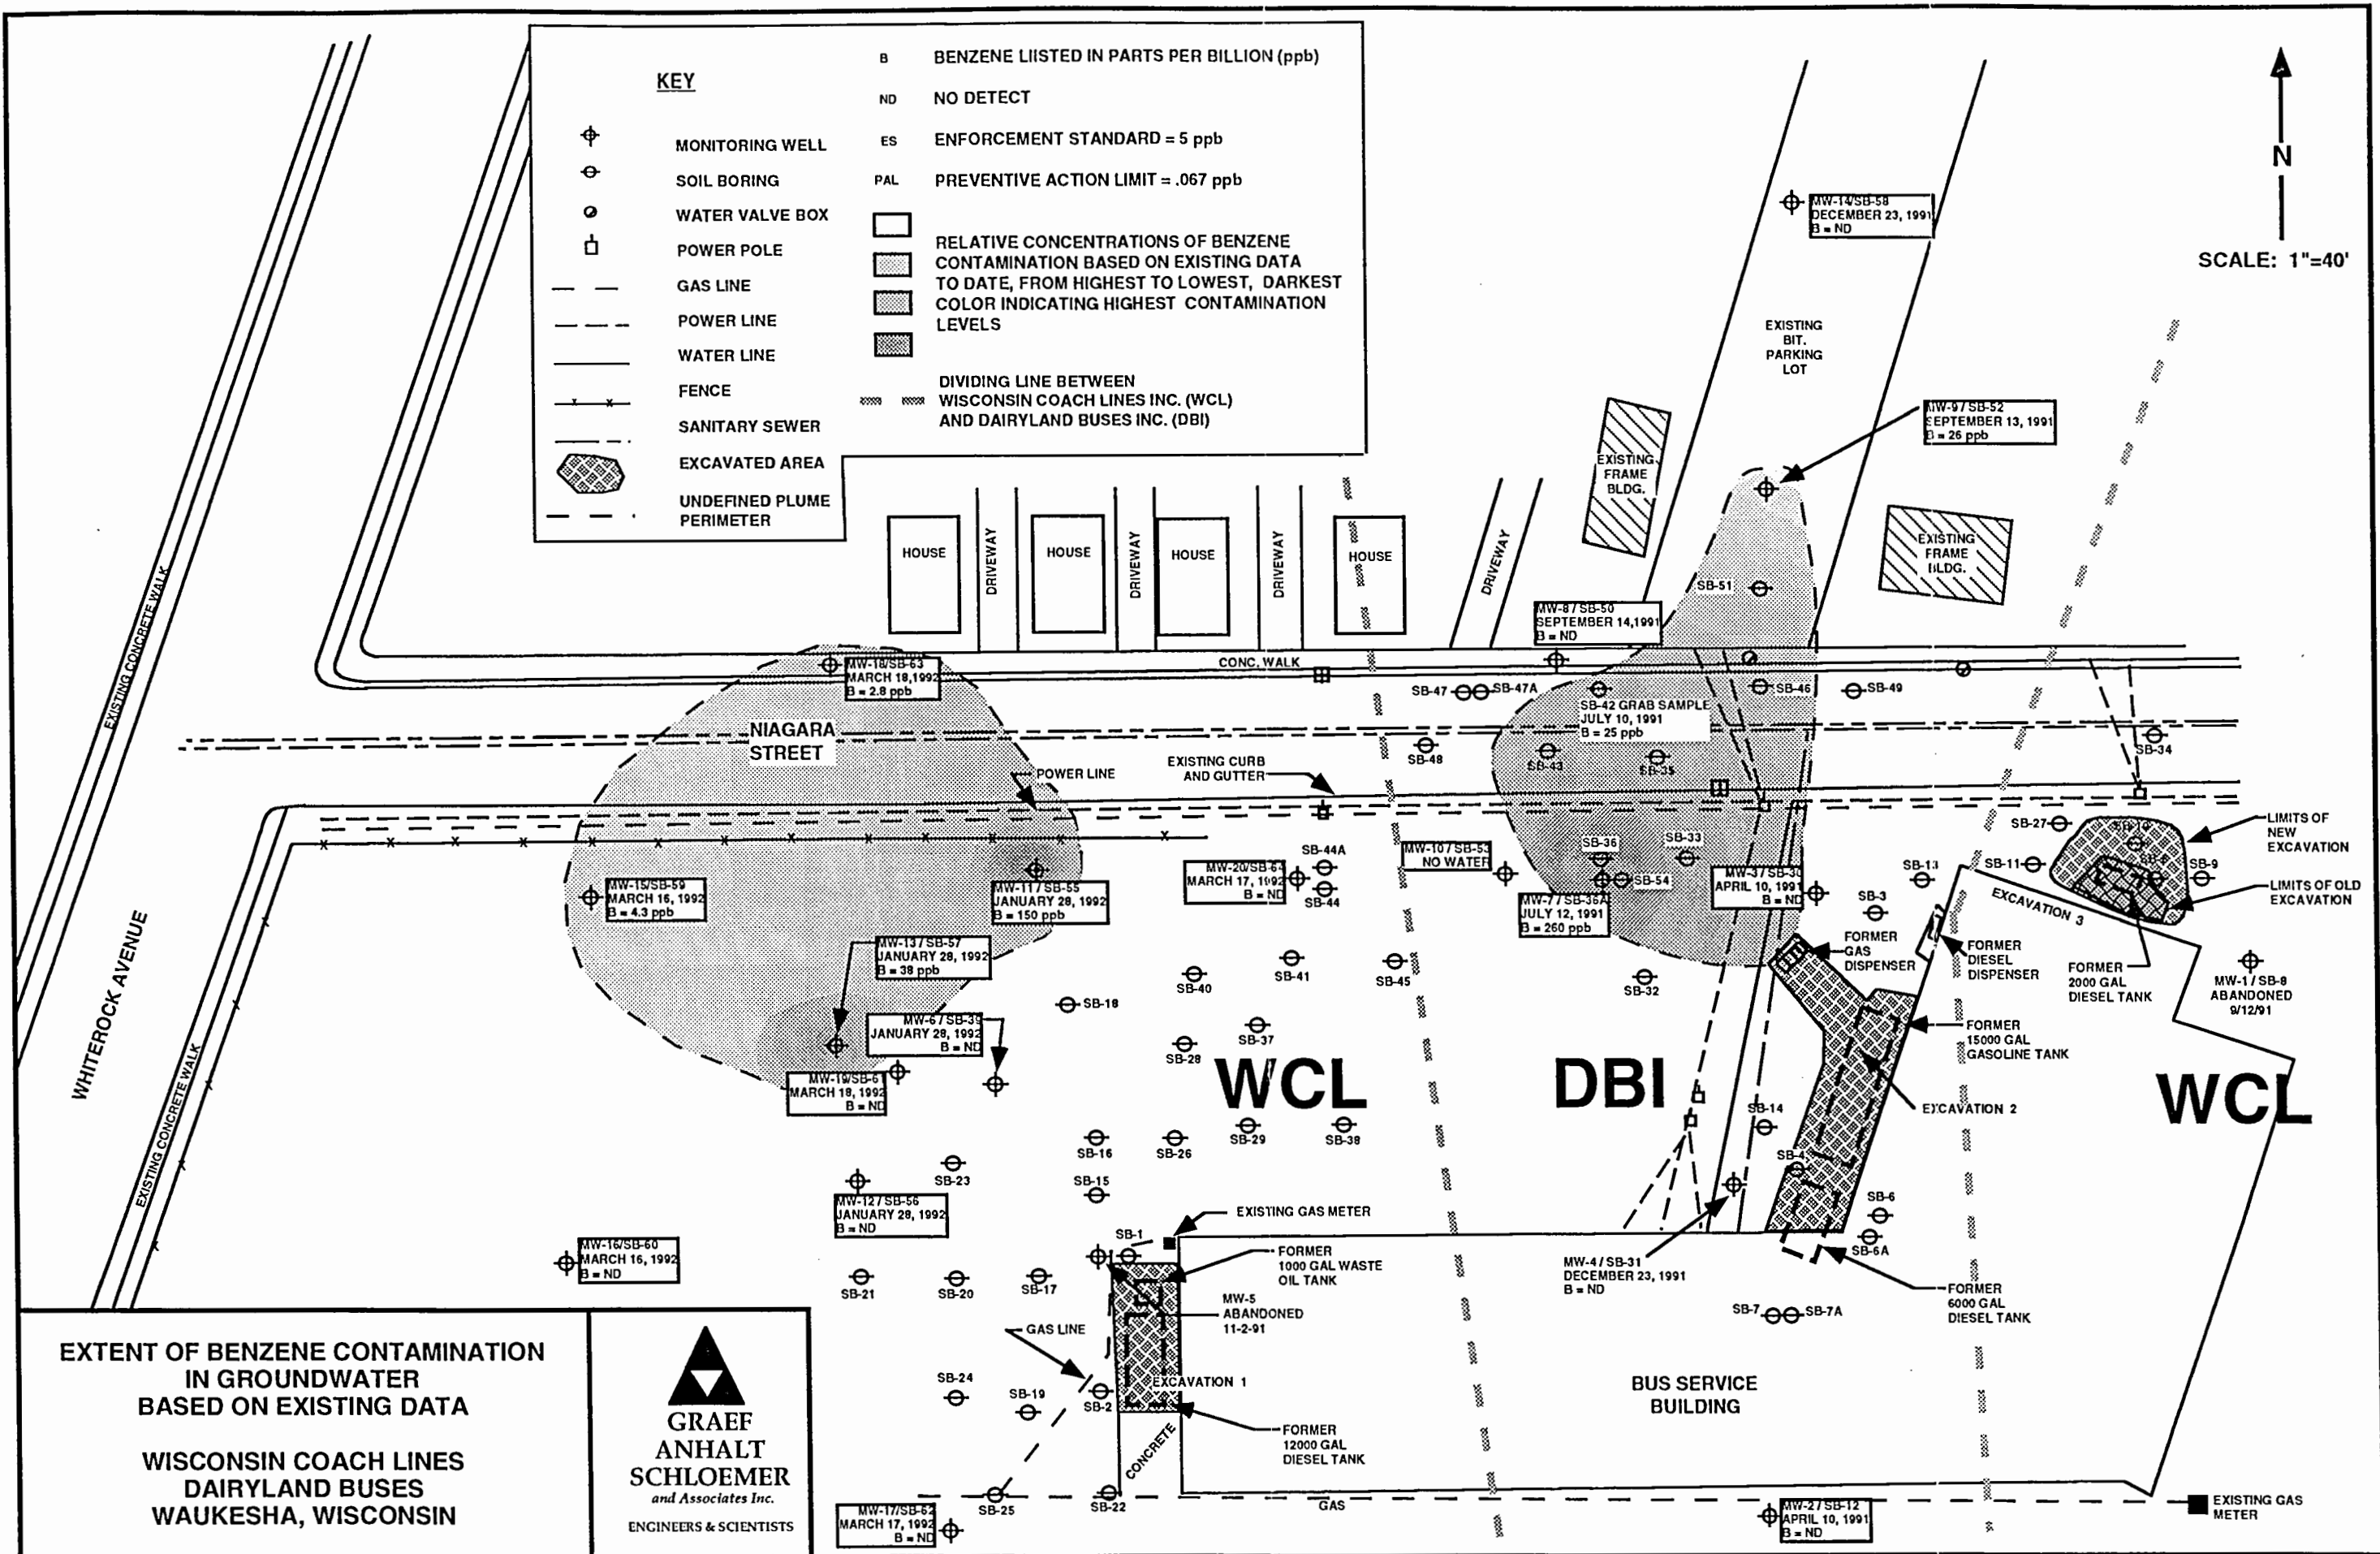 KEY
MONITORING WELL
SOIL BORING
WATER VALVE BOX
POWER POLE
GAS LINE
POWER LINE
WATER LINE
FENCE
SANITARY SEWER
EXCAVATED AREA
UNDEFINED PLUME
PERIMETER
B BENZENE LIISTED IN PARTS PER BILLION (ppb)
ND NO DETECT
ES ENFORCEMENT STANDARD = 5 ppb
PAL PREVENTIVE ACTION LIMIT = .067 ppb
RELATIVE CONCENTRATIONS OF BENZENE
CONTAMINATION BASED ON EXISTING DATA
TO DATE, FROM HIGHEST TO LOWEST, DARKEST
COLOR INDICATING HIGHEST CONTAMINATION
LEVELS
DIVIDING LINE BETWEEN
WISCONSIN COACH LINES INC. (WCL)
AND DAIRYLAND BUSES INC. (DBI)
N
SCALE: 1"=40'
MW-14/SB-58
DECEMBER 23, 1991
B = ND
EXISTING
BIT.
PARKING
LOT
MW-9 / SB-52
SEPTEMBER 13, 1991
B = 26 ppb
EXISTING
FRAME
BLDG.
EXISTING
FRAME
BLDG.
HOUSE
DRIVEWAY
HOUSE
DRIVEWAY
HOUSE
DRIVEWAY
HOUSE
DRIVEWAY
SB-51
MW-8 / SB-50
SEPTEMBER 14,1991
B = ND
CONC. WALK
EXISTING CONCRETE WALK
MW-18/SB-63
MARCH 18,1992
B = 2.8 ppb
SB-47
SB-47A
SB-46
SB-49
SB-42 GRAB SAMPLE
JULY 10, 1991
B = 25 ppb
NIAGARA
STREET
SB-48
SB-43
SB-35
SB-34
POWER LINE
EXISTING CURB
AND GUTTER
SB-27
SB-10
LIMITS OF
NEW
EXCAVATION
SB-44A
SB-36
SB-33
SB-13
SB-11
SB-9
MW-10 / SB-53
NO WATER
MW-20/SB-64
MARCH 17, 1992
B = ND
SB-44
SB-54
MW-37/SB-30
APRIL 10, 1991
B = ND
MW-15/SB-59
MARCH 16, 1992
B = 4.3 ppb
MW-11 / SB-55
JANUARY 28, 1992
B = 150 ppb
MW-7 / SB-36A
JULY 12, 1991
B = 260 ppb
SB-3
EXCAVATION 3
LIMITS OF OLD
EXCAVATION
MW-13 / SB-57
JANUARY 28, 1992
B = 38 ppb
FORMER
GAS
DISPENSER
FORMER
DIESEL
DISPENSER
FORMER
2000 GAL
DIESEL TANK
MW-1 / SB-8
ABANDONED
9/12/91
SB-40
SB-41
SB-45
SB-32
SB-18
WHITEROCK AVENUE
EXISTING CONCRETE WALK
MW-6 / SB-39
JANUARY 28, 1992
B = ND
SB-28
SB-37
FORMER
15000 GAL
GASOLINE TANK
MW-19/SB-61
MARCH 18, 1992
B = ND
WCL
DBI
WCL
EXCAVATION 2
SB-29
SB-38
SB-14
SB-16
SB-26
SB-23
SB-15
SB-4
MW-12 / SB-56
JANUARY 28, 1992
B = ND
SB-6
SB-6A
EXISTING GAS METER
SB-1
MW-16/SB-60
MARCH 16, 1992
B = ND
FORMER
1000 GAL WASTE
OIL TANK
MW-4 / SB-31
DECEMBER 23, 1991
B = ND
SB-21
SB-20
SB-17
MW-5
ABANDONED
11-2-91
SB-7
SB-7A
FORMER
6000 GAL
DIESEL TANK
GAS LINE
EXCAVATION 1
SB-24
SB-19
SB-2
BUS SERVICE
BUILDING
FORMER
12000 GAL
DIESEL TANK
CONCRETE
SB-25
SB-22
GAS
MW-17/SB-62
MARCH 17, 1992
B = ND
MW-2 / SB-12
APRIL 10, 1991
B = ND
EXISTING GAS
METER
EXTENT OF BENZENE CONTAMINATION
IN GROUNDWATER
BASED ON EXISTING DATA
WISCONSIN COACH LINES
DAIRYLAND BUSES
WAUKESHA, WISCONSIN
GRAEF
ANHALT
SCHLOEMER
and Associates Inc.
ENGINEERS & SCIENTISTS